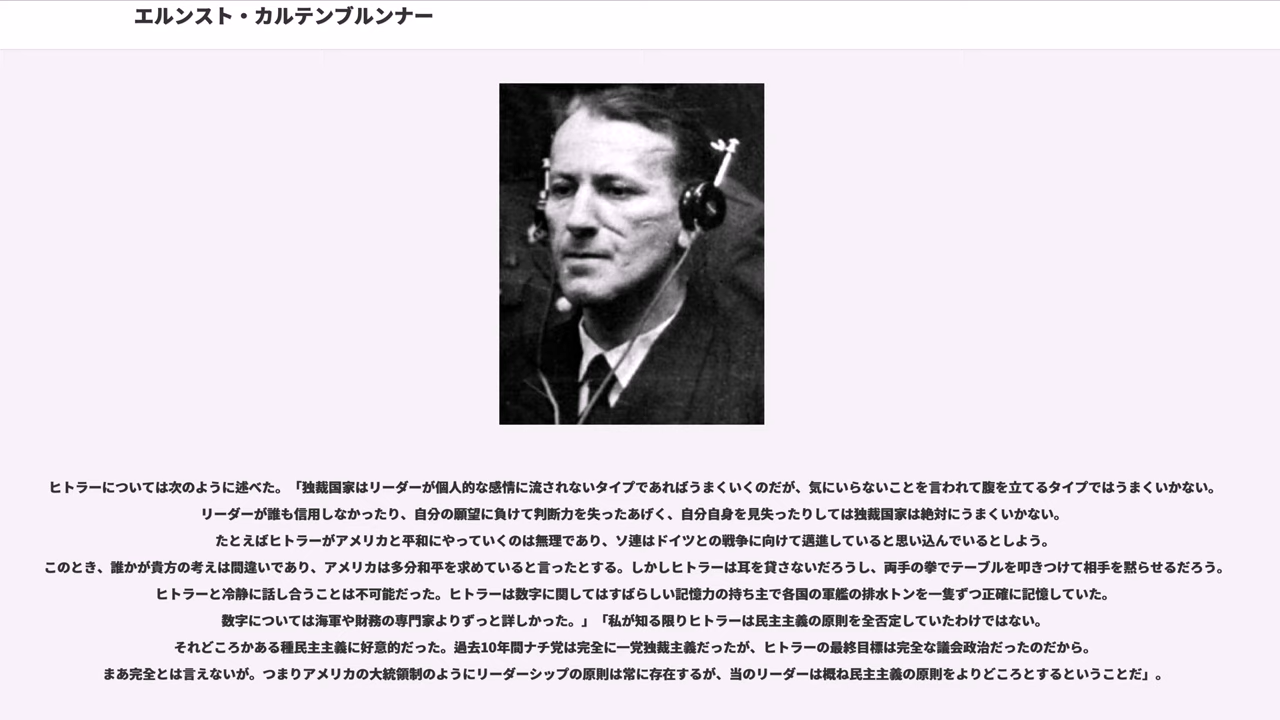 エルンスト・カルテンブルンナー
ヒトラーについては次のように述べた。「独裁国家はリーダーが個人的な感情に流されないタイプであればうまくいくのだが、気にいらないことを言われて腹を立てるタイプではうまくいかない。
リーダーが誰も信用しなかったり、自分の願望に負けて判断力を失ったあげく、自分自身を見失ったりしては独裁国家は絶対にうまくいかない。
たとえばヒトラーがアメリカと平和にやっていくのは無理であり、ソ連はドイツとの戦争に向けて邁進していると思い込んでいるとしよう。
このとき、誰かが貴方の考えは間違いであり、アメリカは多分和平を求めていると言ったとする。しかしヒトラーは耳を貸さないだろうし、両手の拳でテーブルを叩きつけて相手を黙らせるだろう。
ヒトラーと冷静に話し合うことは不可能だった。ヒトラーは数字に関してはすばらしい記憶力の持ち主で各国の軍艦の排水トンを一隻ずつ正確に記憶していた。
数字については海軍や財務の専門家よりずっと詳しかった。」「私が知る限りヒトラーは民主主義の原則を全否定していたわけではない。
それどころかある種民主主義に好意的だった。過去10年間ナチ党は完全に一党独裁主義だったが、ヒトラーの最終目標は完全な議会政治だったのだから。
まあ完全とは言えないが。つまりアメリカの大統領制のようにリーダーシップの原則は常に存在するが、当のリーダーは概ね民主主義の原則をよりどころとするということだ」。